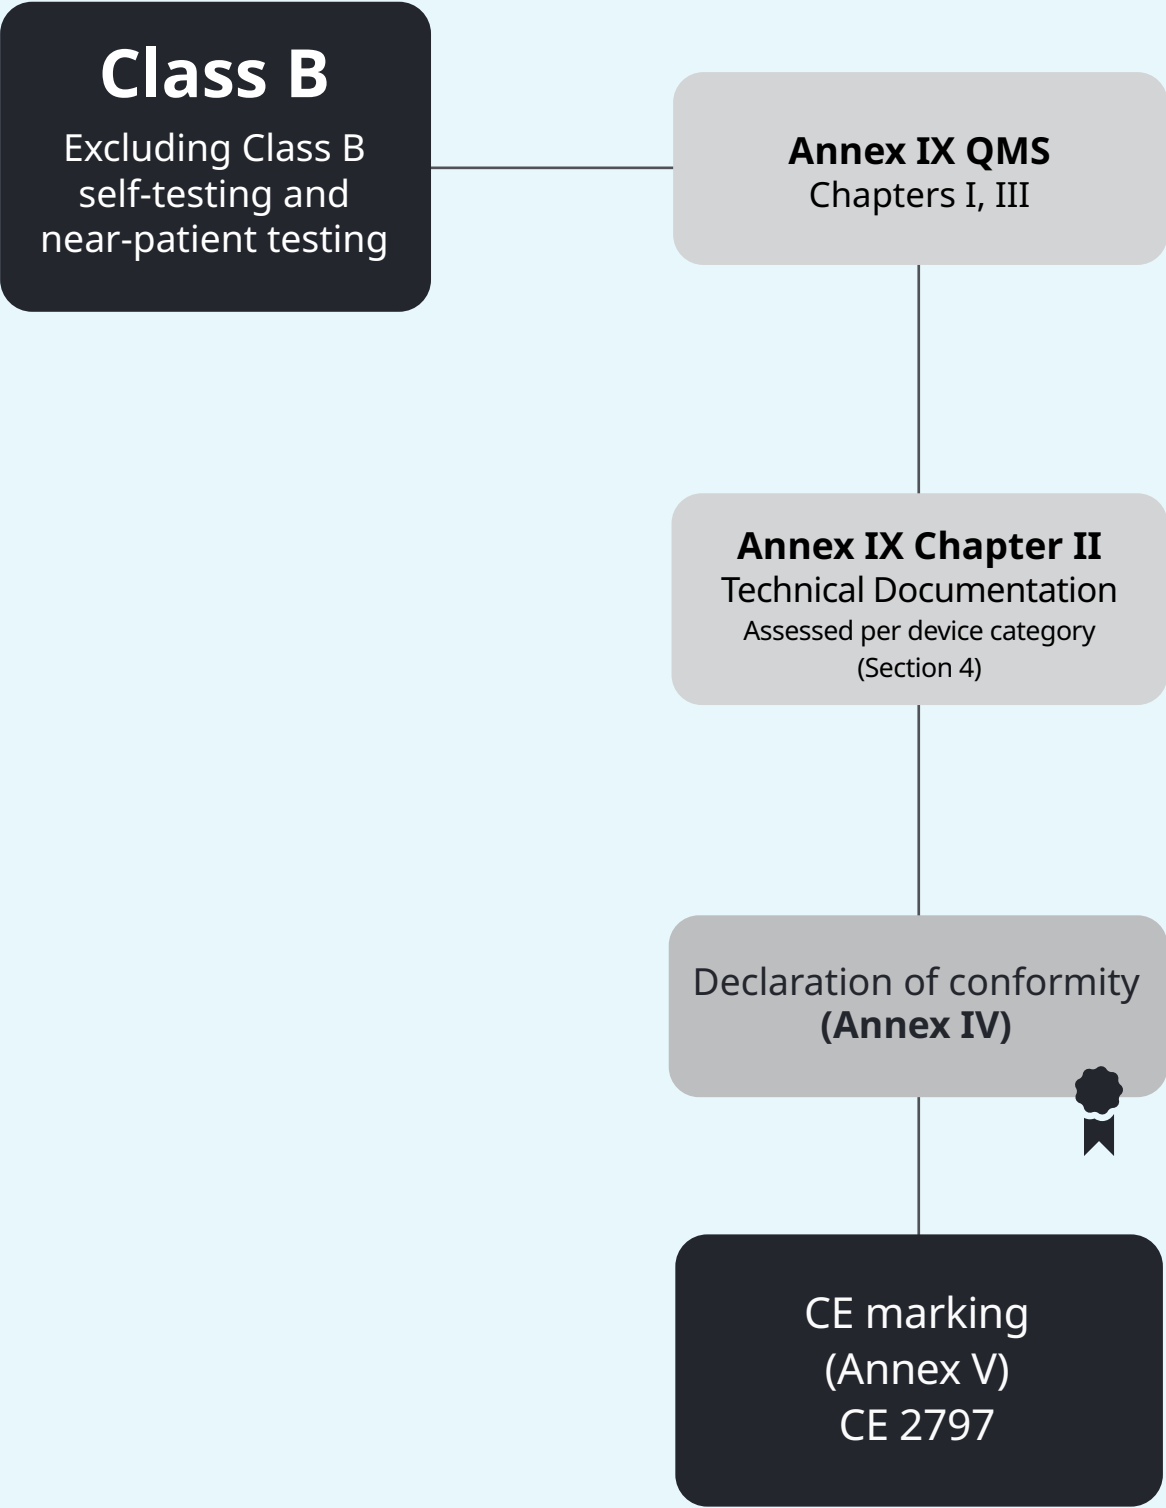 Class B
Excluding Class B
self-testing and
near-patient testing
Annex IX QMS
Chapters I, III
Annex IX Chapter II
Technical Documentation
Assessed per device category
(Section 4)
Declaration of conformity
(Annex IV)
CE marking
(Annex V)
CE 2797